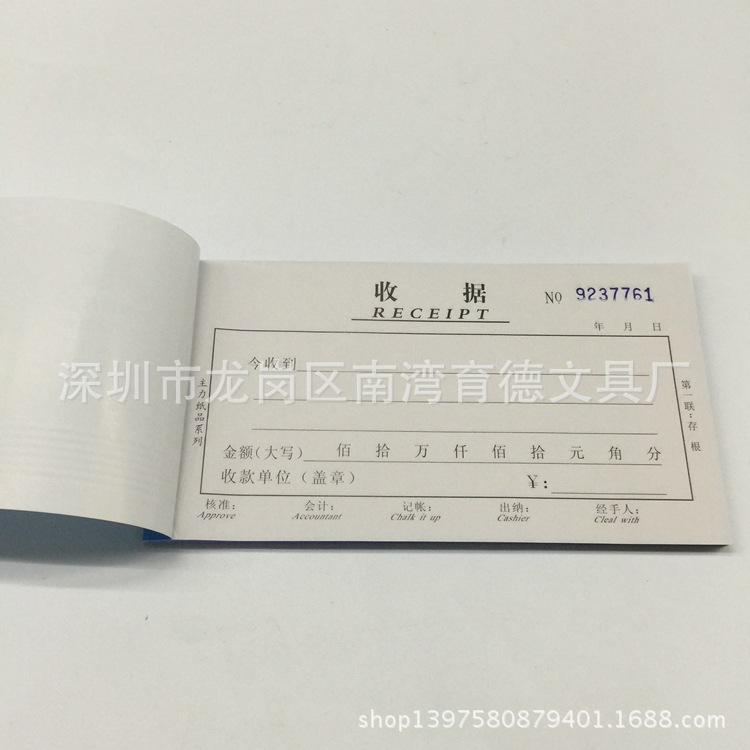 收 据 No 9237761
RECEIPT
年 月 日
今收到
深圳市龙岗区南湾育德文具厂
主力纸品系列
第一联：存根
金额（大写） 佰 拾 万 仟 佰 拾 元 角 分
收款单位（盖章） ¥：
核准： 会计： 记帐： 出纳： 经手人：
Approve Accountant Chalk it up Cashier Cleal with
shop1397580879401.1688.com